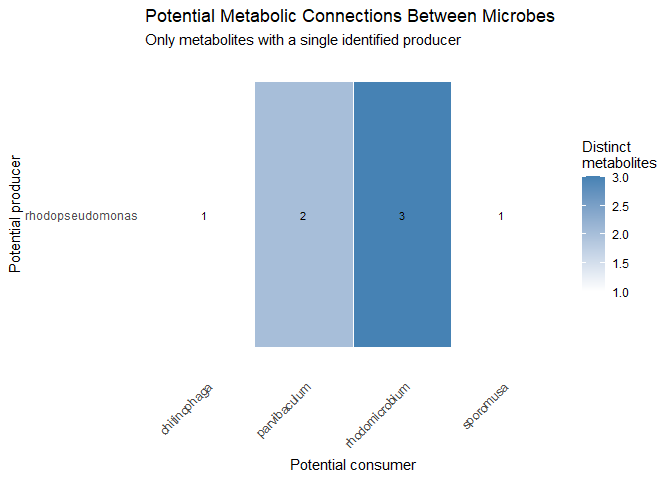 Potential Metabolic Connections Between Microbes
Only metabolites with a single identified producer
Potential producer
rhodopseudomonas
1
2
3
1
chitinophaga
parvibaculum
rhodomicrobium
sporomusa
Potential consumer
Distinct
metabolites
3.0
2.5
2.0
1.5
1.0